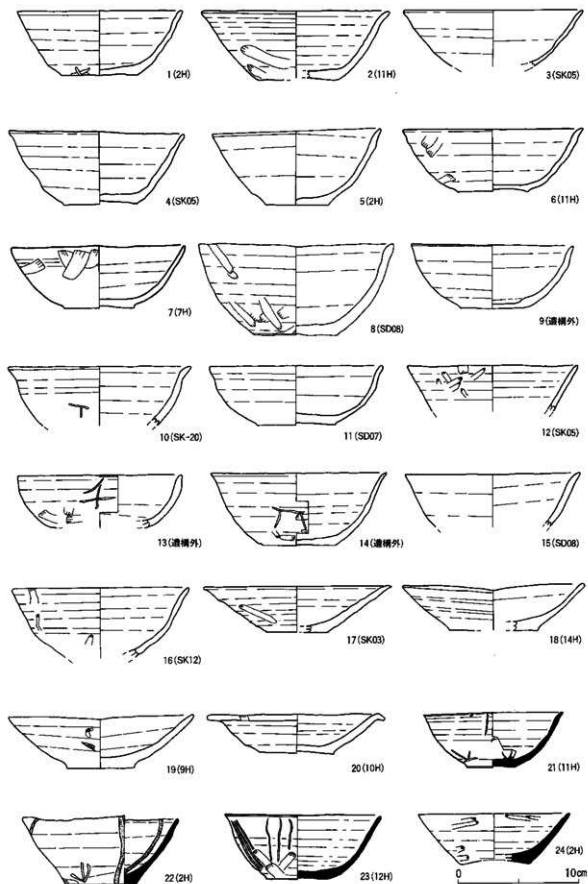 1(2H)
2(11H)
3(SK05)
4(SK05)
5(2H)
6(11H)
7(7H)
8(SD08)
9(遺構外)
10(SK-20)
11(SD07)
12(SK05)
13(遺構外)
14(遺構外)
15(SD08)
16(SK12)
17(SK03)
18(14H)
19(9H)
20(10H)
21(11H)
22(2H)
23(12H)
24(2H)
0 10cm